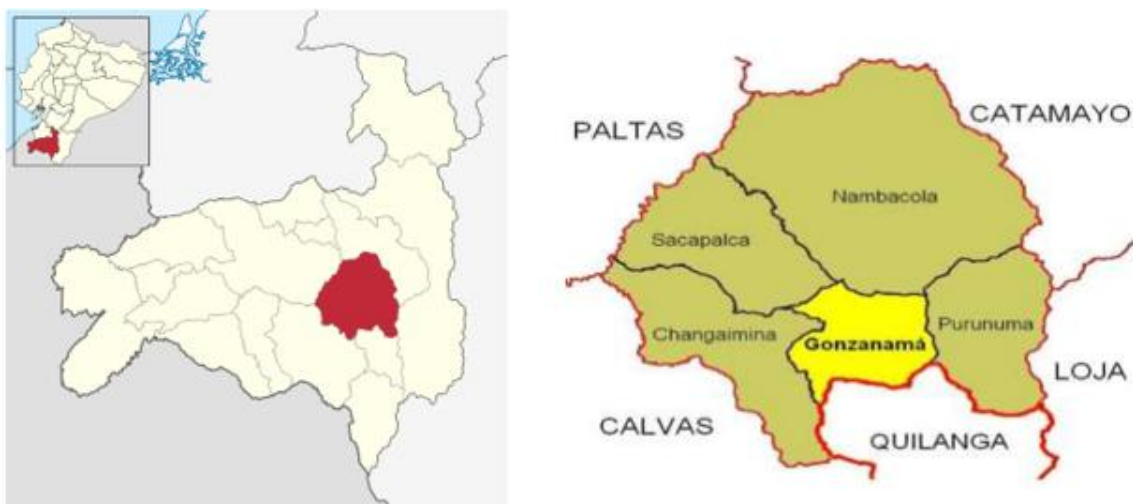 PALTAS
CATAMAYO
Nambacola
Sacapalca
Changaimina
Gonzanamá
Purunuma
LOJA
CALVAS
QUILANGA